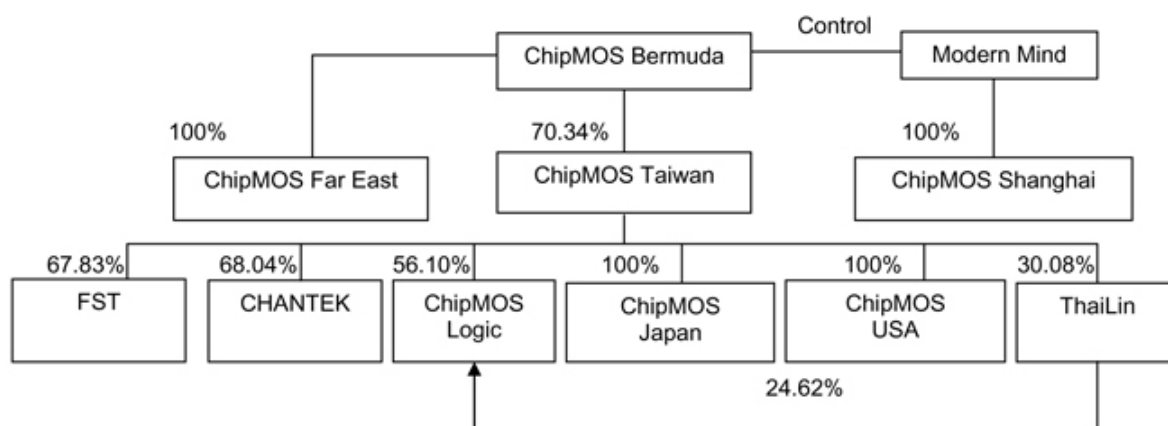 Control
ChipMOS Bermuda
Modern Mind
100%
70.34%
100%
ChipMOS Far East
ChipMOS Taiwan
ChipMOS Shanghai
67.83%
68.04%
56.10%
100%
100%
30.08%
FST
CHANTEK
ChipMOS
Logic
ChipMOS
Japan
ChipMOS
USA
ThaiLin
24.62%